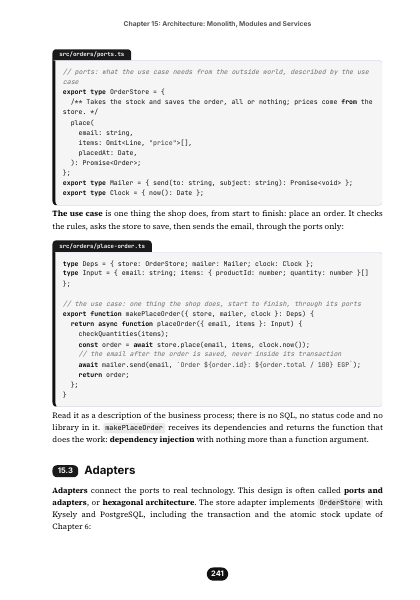 Chapter 15: Architecture: Monolith, Modules and Services
src/orders/ports.ts
// ports: what the use case needs from the outside world, described by the use
case
export type OrderStore = {
/** Takes the stock and saves the order, all or nothing; prices come from the
store. */
place(
email: string,
items: Omit<Line, "price">[],
placedAt: Date,
): Promise<Order>;
};
export type Mailer = { send(to: string, subject: string): Promise<void> };
export type Clock = { now(): Date };
The use case is one thing the shop does, from start to finish: place an order. It checks
the rules, asks the store to save, then sends the email, through the ports only:
src/orders/place-order.ts
type Deps = { store: OrderStore; mailer: Mailer; clock: Clock };
type Input = { email: string; items: { productId: number; quantity: number }[]
};
// the use case: one thing the shop does, start to finish, through its ports
export function makePlaceOrder({ store, mailer, clock }: Deps) {
return async function placeOrder({ email, items }: Input) {
checkQuantities(items);
const order = await store.place(email, items, clock.now());
// the email after the order is saved, never inside its transaction
await mailer.send(email, `Order ${order.id}: ${order.total / 100} EGP`);
return order;
};
}
Read it as a description of the business process; there is no SQL, no status code and no
library in it. makePlaceOrder receives its dependencies and returns the function that
does the work: dependency injection with nothing more than a function argument.
15.3 Adapters
Adapters connect the ports to real technology. This design is often called ports and
adapters, or hexagonal architecture. The store adapter implements OrderStore with
Kysely and PostgreSQL, including the transaction and the atomic stock update of
Chapter 6:
241